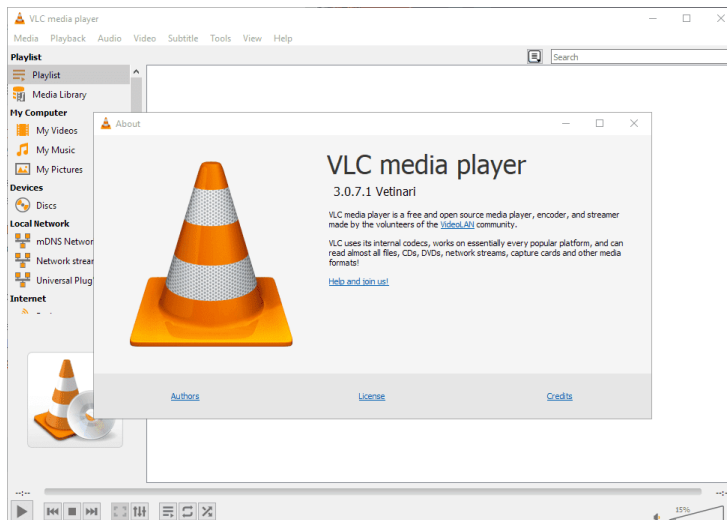 VLC media player
Media Playback Audio Video Subtitle Tools View Help
Playlist
Search
Playlist
Media Library
My Computer
My Videos
My Music
My Pictures
Devices
Discs
Local Network
mDNS Networ
Network strear
Universal Plug'
Internet
About
VLC media player
3.0.7.1 Vetinari
VLC media player is a free and open source media player, encoder, and streamer
made by the volunteers of the VideoLAN community.
VLC uses its internal codecs, works on essentially every popular platform, and can
read almost all files, CDs, DVDs, network streams, capture cards and other media
formats!
Help and join us!
Authors
License
Credits
--:--
--:--
15%